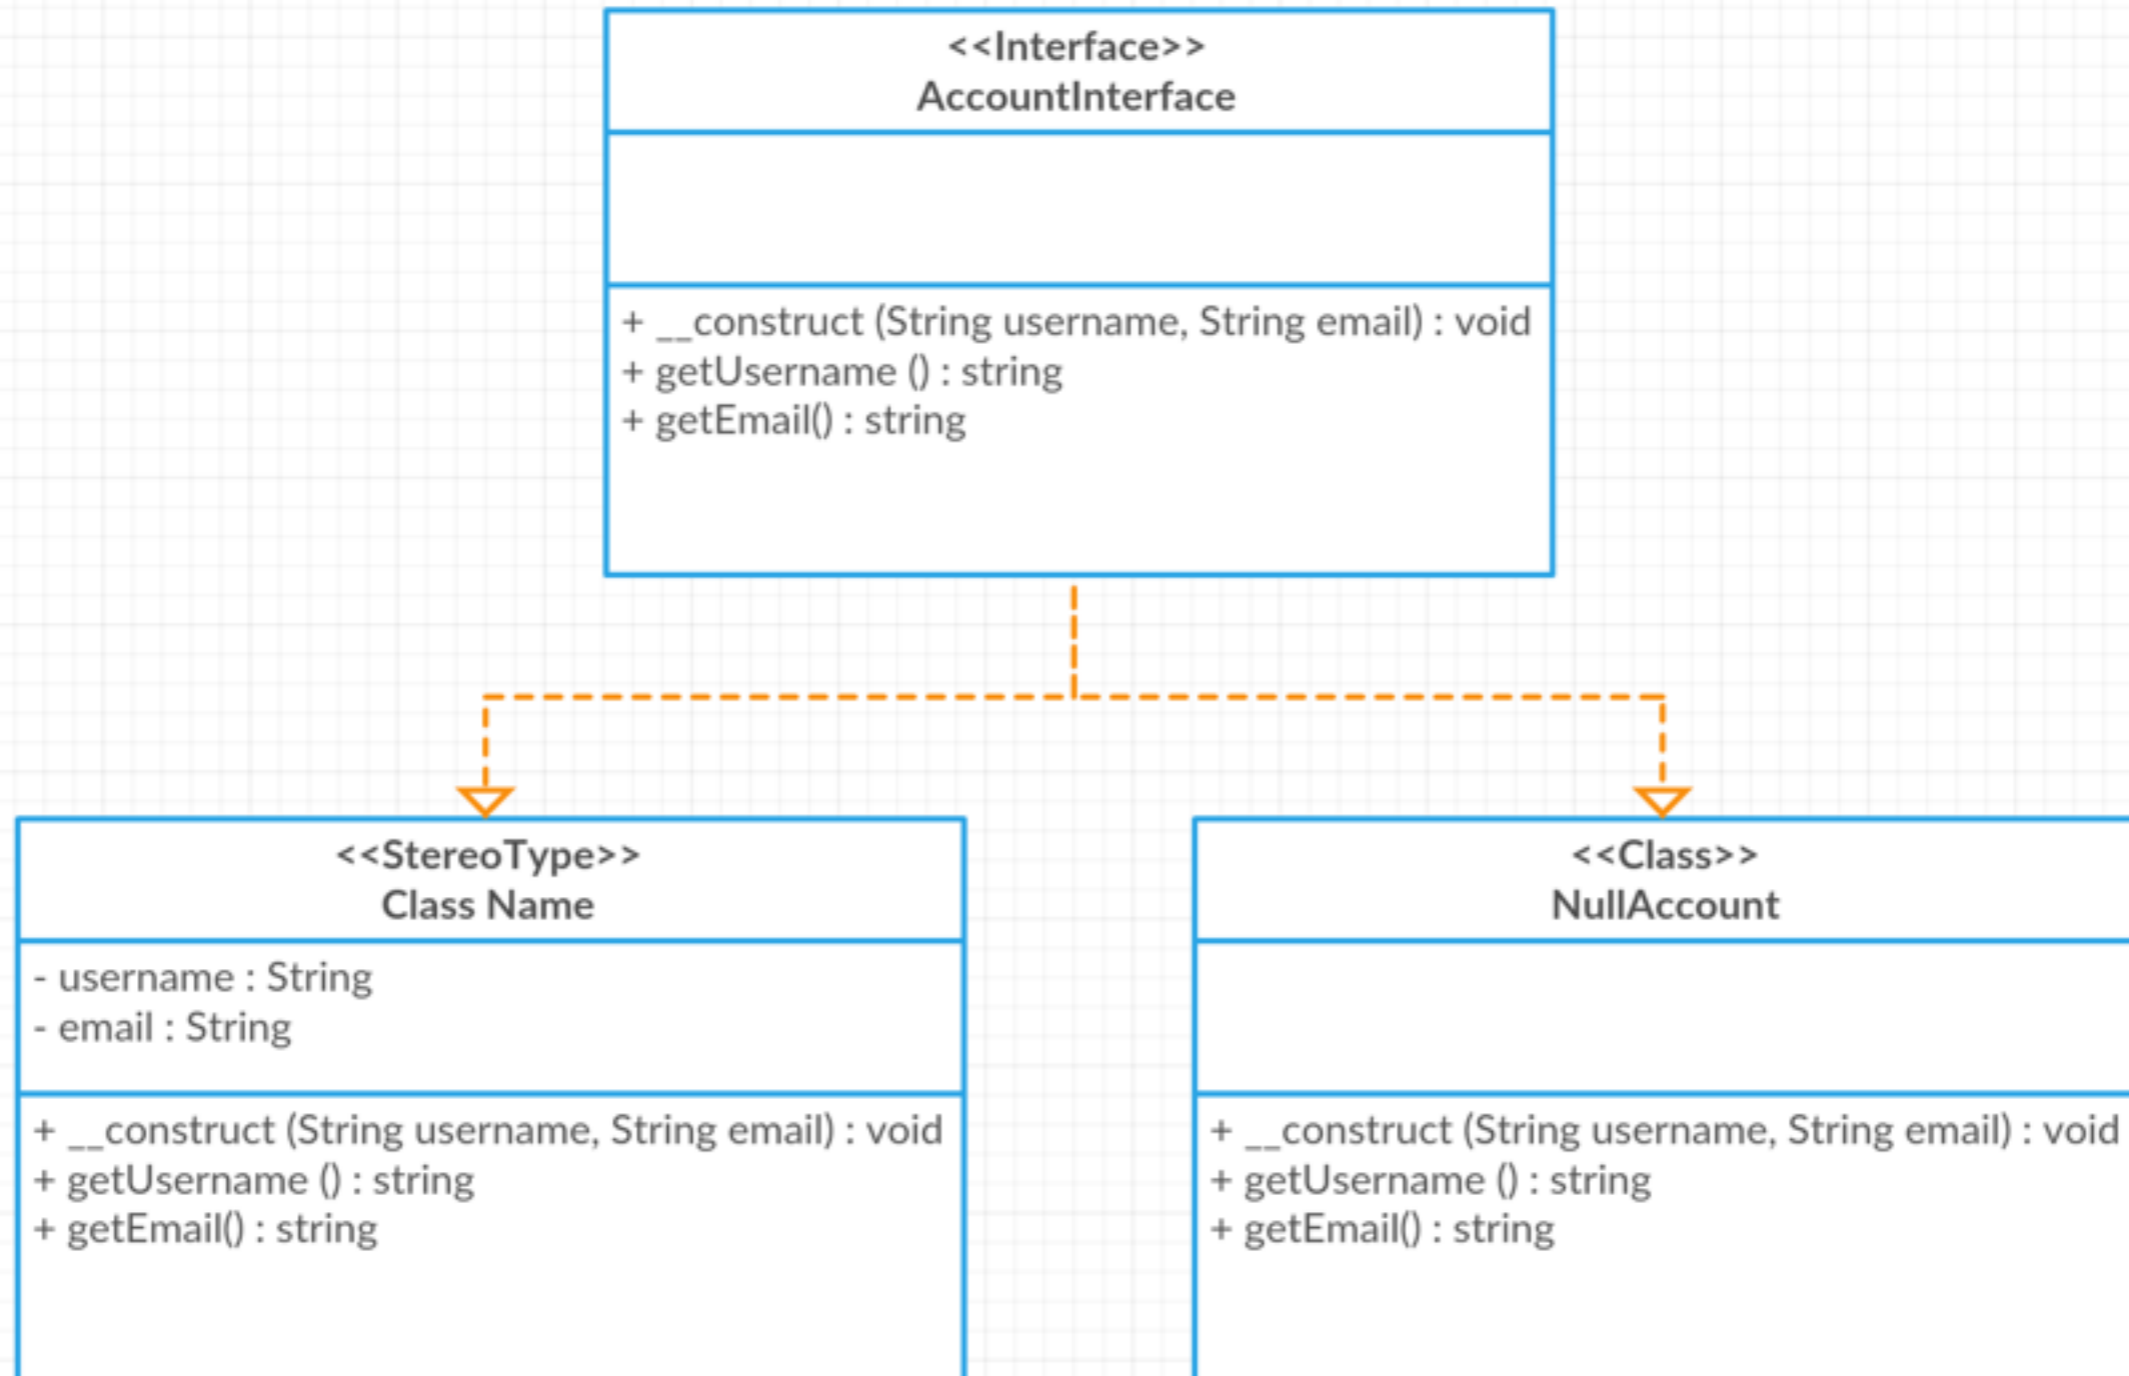 <<Interface>>
AccountInterface
+ __construct (String username, String email) : void
+ getUsername () : string
+ getEmail() : string
<<StereoType>>
Class Name
- username : String
- email : String
+ __construct (String username, String email) : void
+ getUsername () : string
+ getEmail() : string
<<Class>>
NullAccount
+ __construct (String username, String email) : void
+ getUsername () : string
+ getEmail() : string